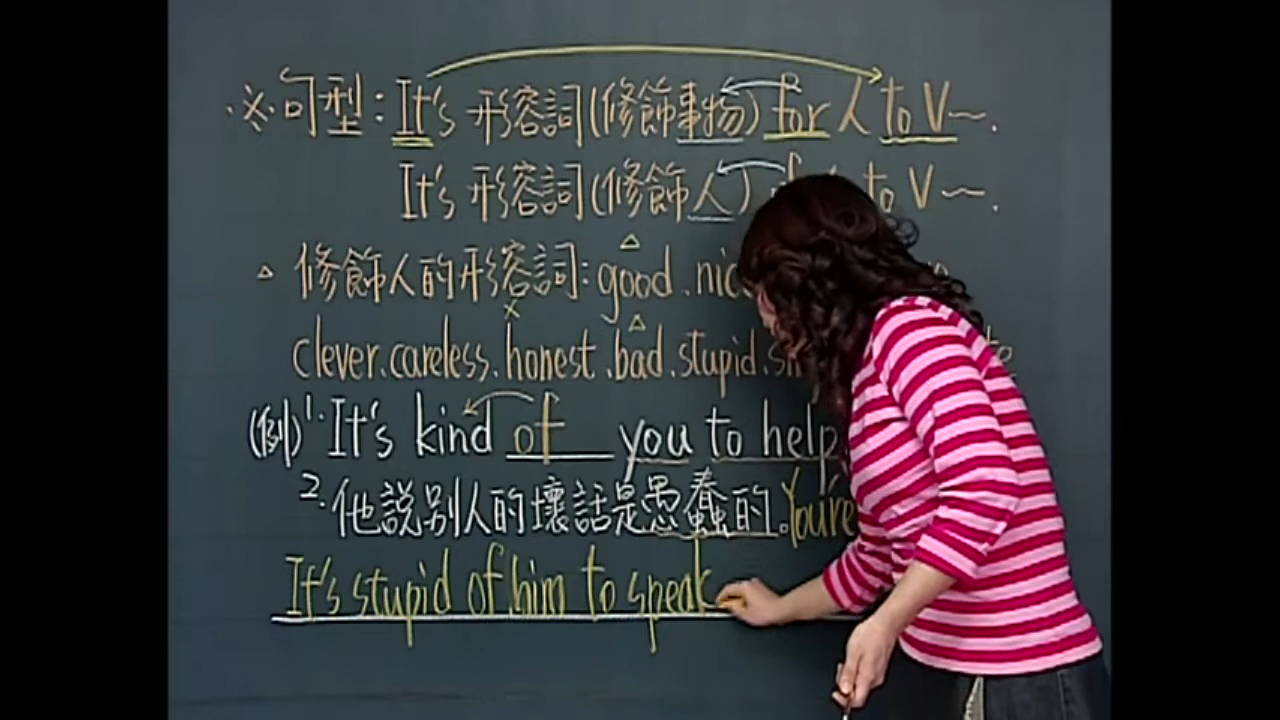 ※句型:It's 形容詞(修飾事物) for 人 to V~.
It's 形容詞(修飾人) to V~.
△ 修飾人的形容詞:good.nic
clever.careless.honest.bad.stupid.s
(例)1.It's kind of you to help
2.他說別人的壞話是愚蠢的。You're
It's stupid of him to speak